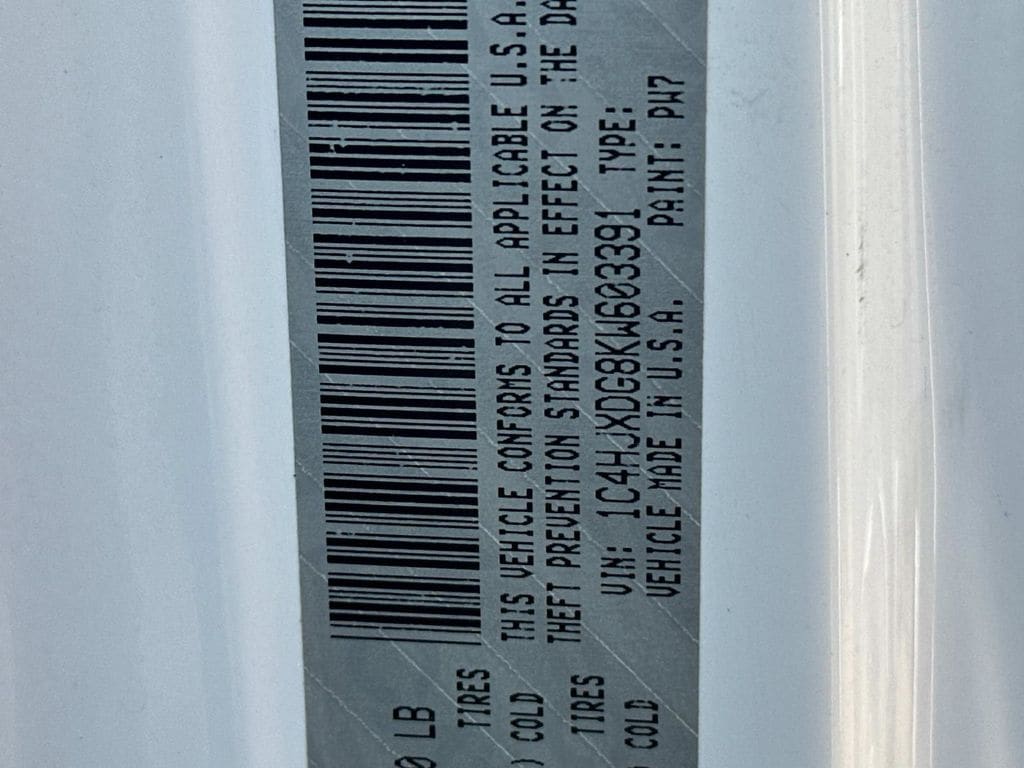 0 LB
TIRES
) COLD
TIRES
COLD
THIS VEHICLE CONFORMS TO ALL APPLICABLE U.S.A.
THEFT PREVENTION STANDARDS IN EFFECT ON THE DA
VIN: 1C4HJXDG8KW603391 TYPE:
VEHICLE MADE IN U.S.A. PAINT: PW7